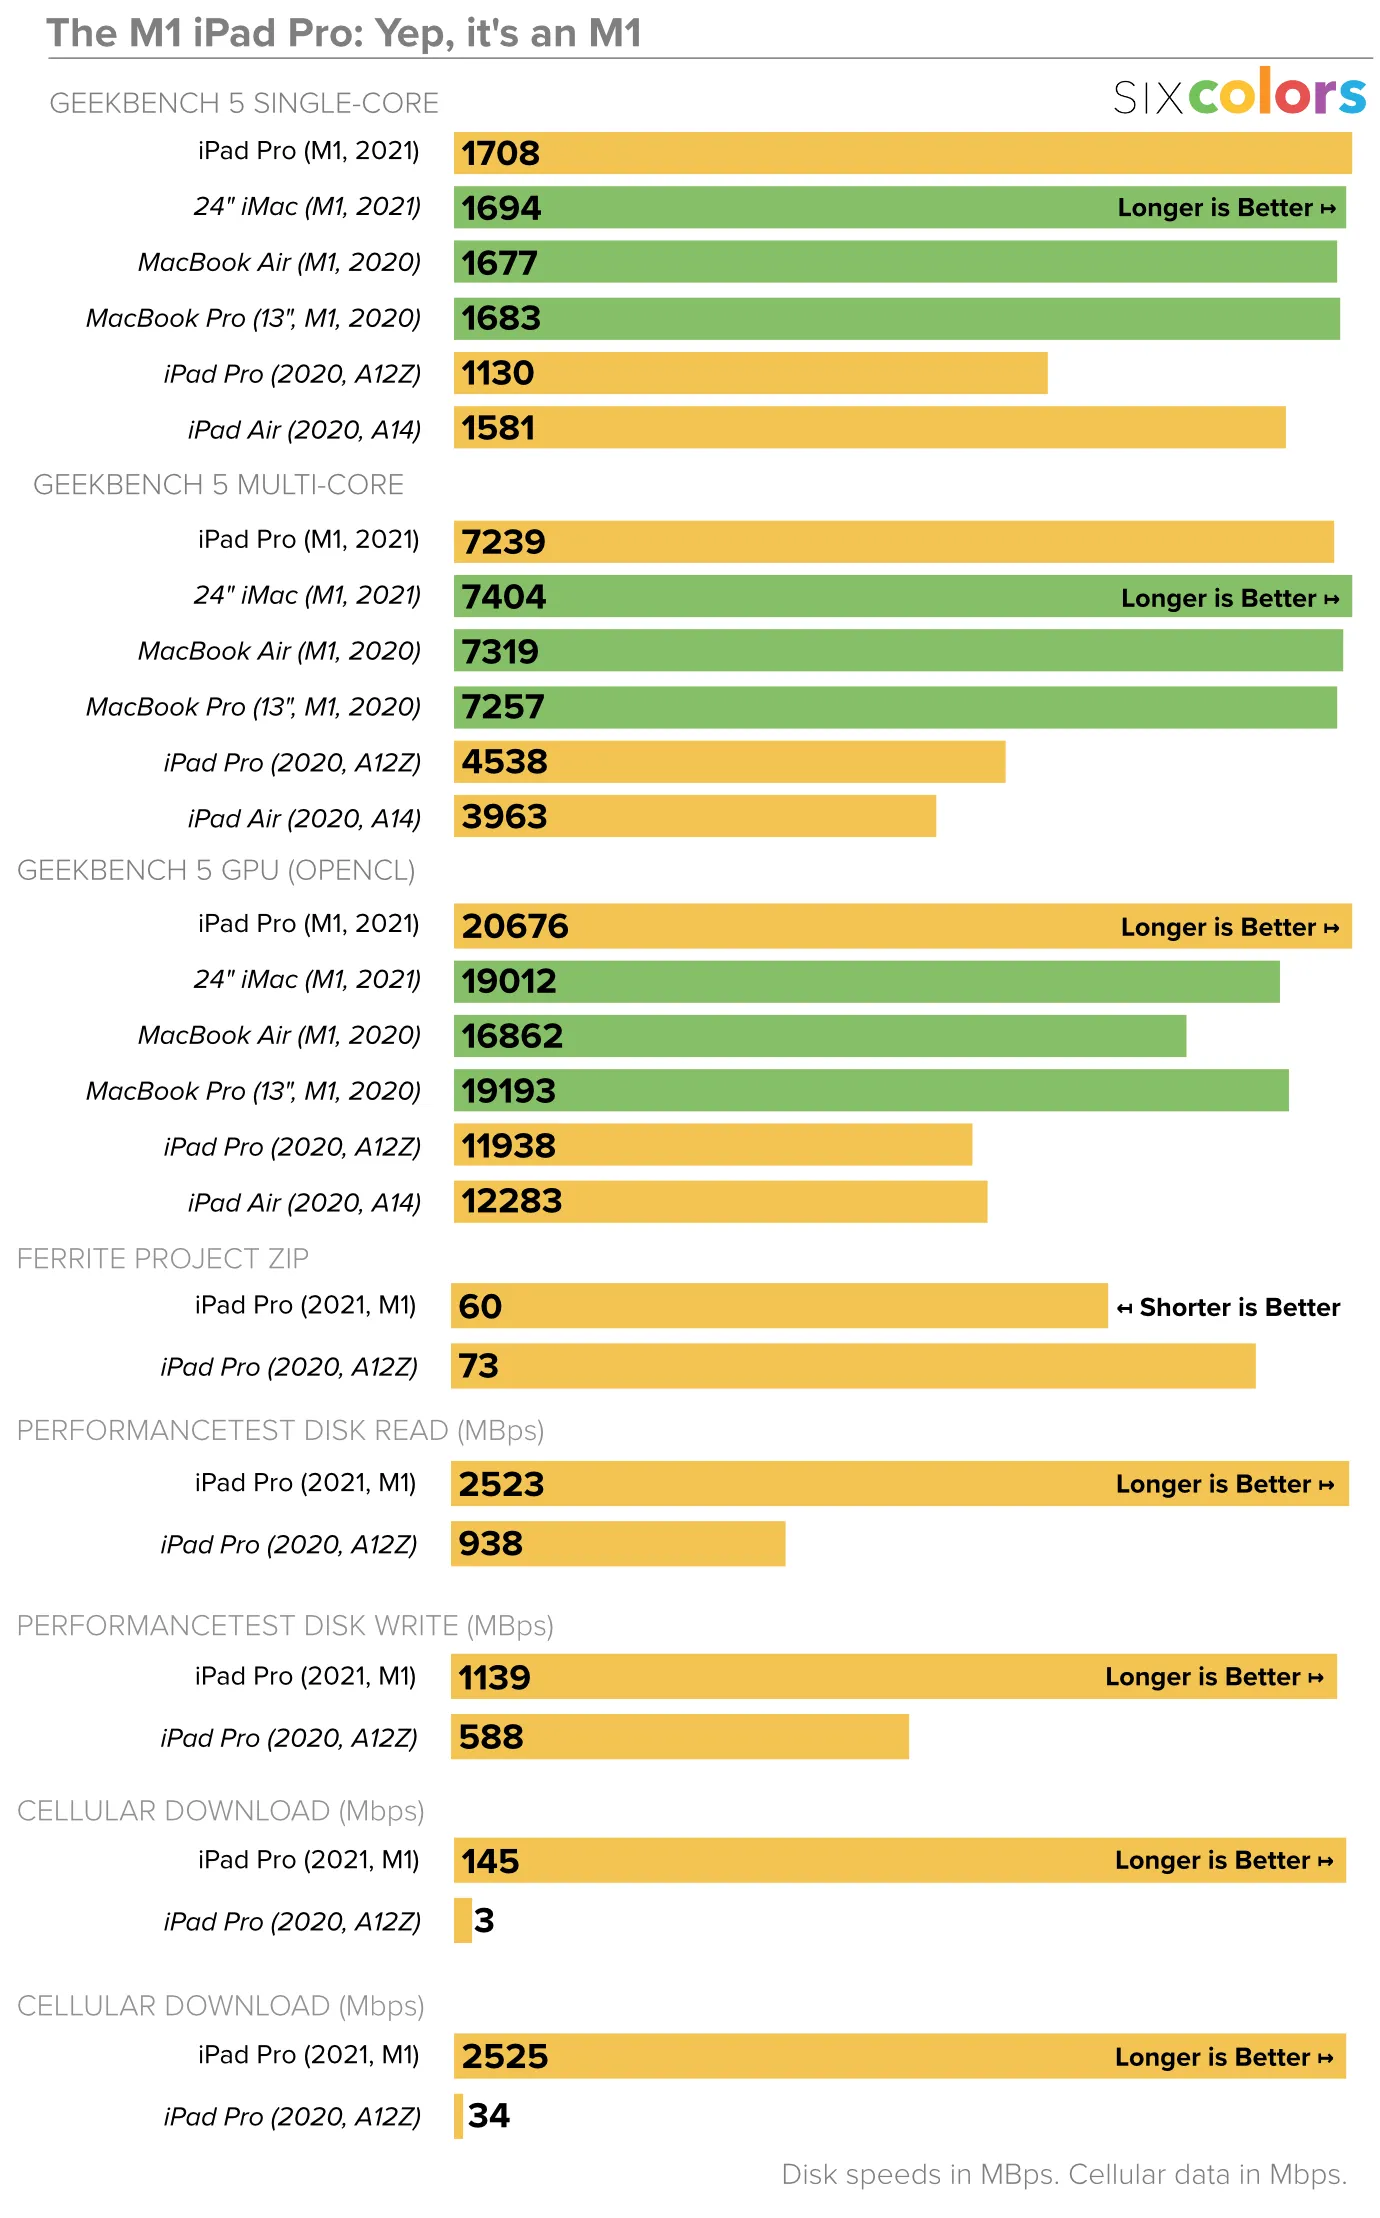 The M1 iPad Pro: Yep, it's an M1
sixcolors
GEEKBENCH 5 SINGLE-CORE
iPad Pro (M1, 2021) 1708
24" iMac (M1, 2021) 1694 Longer is Better ↦
MacBook Air (M1, 2020) 1677
MacBook Pro (13", M1, 2020) 1683
iPad Pro (2020, A12Z) 1130
iPad Air (2020, A14) 1581
GEEKBENCH 5 MULTI-CORE
iPad Pro (M1, 2021) 7239
24" iMac (M1, 2021) 7404 Longer is Better ↦
MacBook Air (M1, 2020) 7319
MacBook Pro (13", M1, 2020) 7257
iPad Pro (2020, A12Z) 4538
iPad Air (2020, A14) 3963
GEEKBENCH 5 GPU (OPENCL)
iPad Pro (M1, 2021) 20676 Longer is Better ↦
24" iMac (M1, 2021) 19012
MacBook Air (M1, 2020) 16862
MacBook Pro (13", M1, 2020) 19193
iPad Pro (2020, A12Z) 11938
iPad Air (2020, A14) 12283
FERRITE PROJECT ZIP
iPad Pro (2021, M1) 60 ↤ Shorter is Better
iPad Pro (2020, A12Z) 73
PERFORMANCETEST DISK READ (MBps)
iPad Pro (2021, M1) 2523 Longer is Better ↦
iPad Pro (2020, A12Z) 938
PERFORMANCETEST DISK WRITE (MBps)
iPad Pro (2021, M1) 1139 Longer is Better ↦
iPad Pro (2020, A12Z) 588
CELLULAR DOWNLOAD (Mbps)
iPad Pro (2021, M1) 145 Longer is Better ↦
iPad Pro (2020, A12Z) 3
CELLULAR DOWNLOAD (Mbps)
iPad Pro (2021, M1) 2525 Longer is Better ↦
iPad Pro (2020, A12Z) 34
Disk speeds in MBps. Cellular data in Mbps.